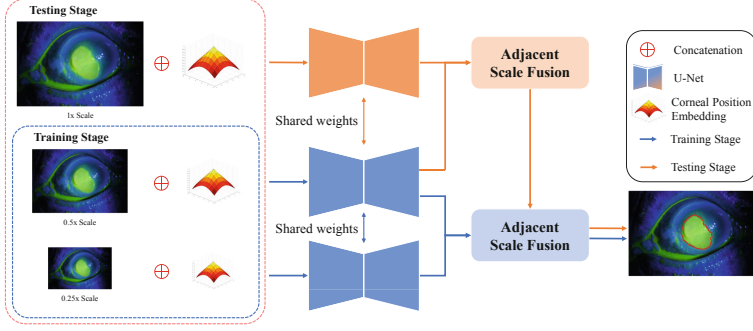 Testing Stage
1x Scale
Training Stage
0.5x Scale
0.25x Scale
Shared weights
Shared weights
Adjacent
Scale Fusion
Adjacent
Scale Fusion
Concatenation
U-Net
Corneal Position
Embedding
Training Stage
Testing Stage